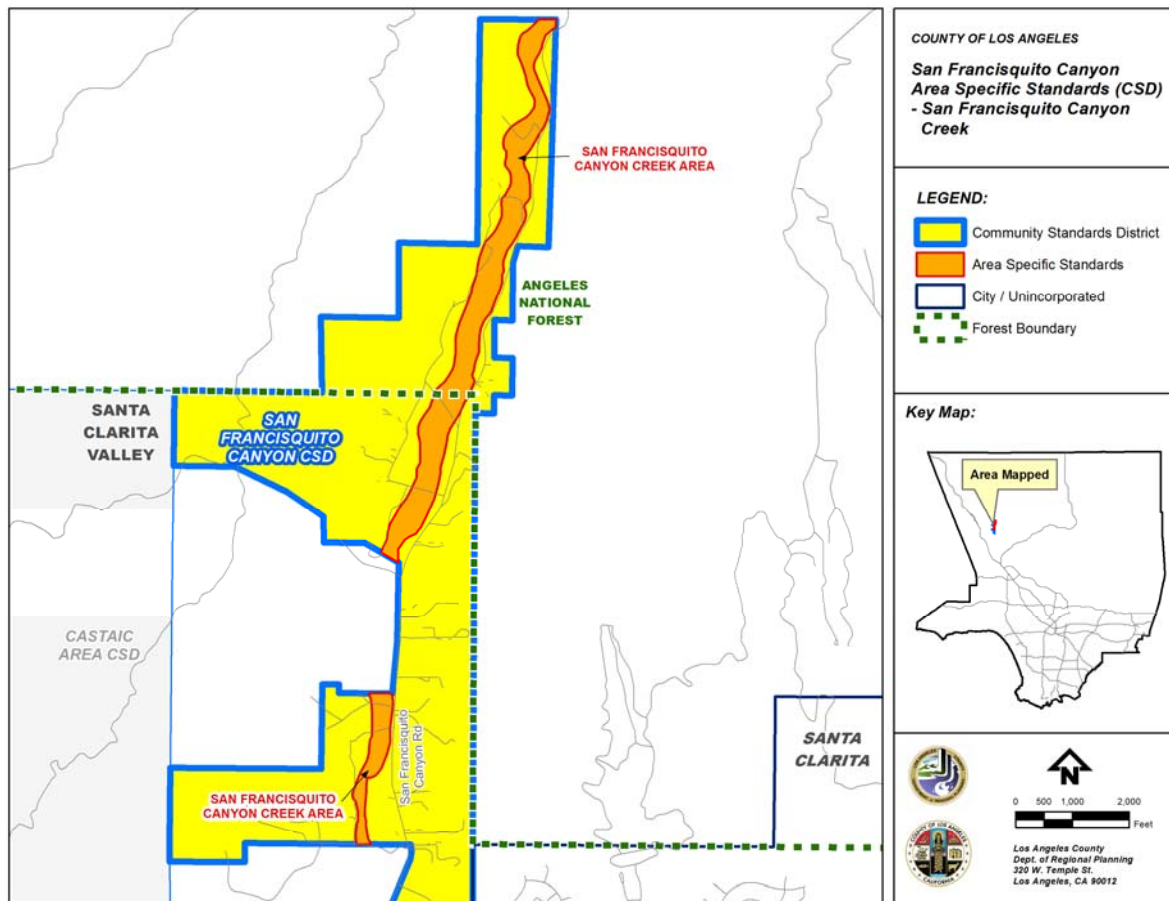 SAN FRANCISQUITO
CANYON CREEK AREA
ANGELES
NATIONAL
FOREST
SANTA
CLARITA
VALLEY
SAN
FRANCISQUITO
CANYON CSD
CASTAIC
AREA CSD
San Francisquito
Canyon Rd
SANTA
CLARITA
SAN FRANCISQUITO
CANYON CREEK AREA
COUNTY OF LOS ANGELES
San Francisquito Canyon
Area Specific Standards (CSD)
- San Francisquito Canyon
Creek
LEGEND:
Community Standards District
Area Specific Standards
City / Unincorporated
Forest Boundary
Key Map:
Area Mapped
N
0 500 1,000 2,000
Feet
Los Angeles County
Dept. of Regional Planning
320 W. Temple St.
Los Angeles, CA 90012